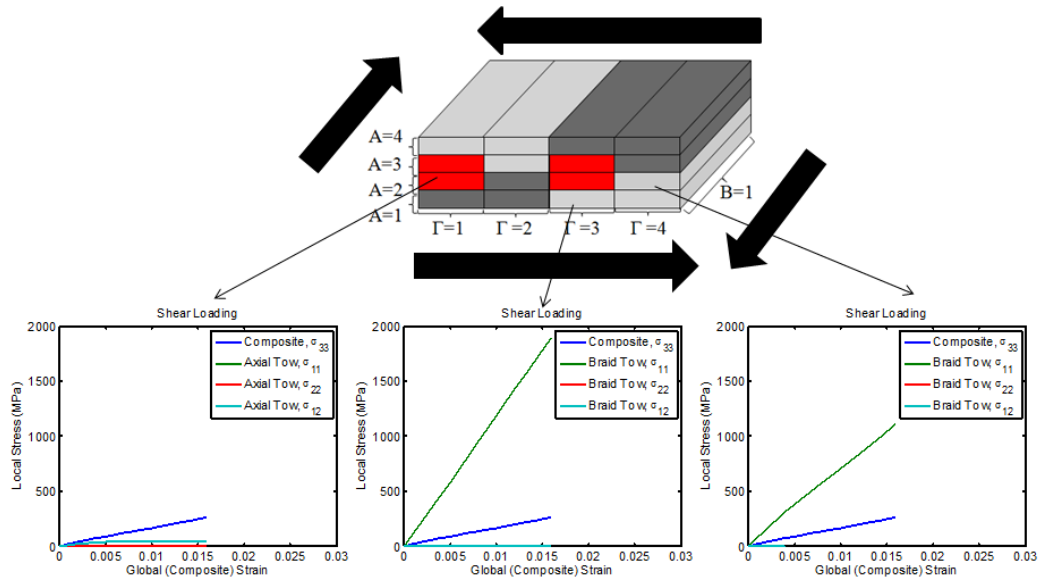 A=4
A=3
A=2
A=1
B=1
Γ=1
Γ=2
Γ=3
Γ=4
Shear Loading
2000
1500
1000
500
0
Local Stress (MPa)
Composite, σ33
Axial Tow, σ11
Axial Tow, σ22
Axial Tow, σ12
0 0.005 0.01 0.015 0.02 0.025 0.03
Global (Composite) Strain
Shear Loading
2000
1500
1000
500
0
Local Stress (MPa)
Composite, σ33
Braid Tow, σ11
Braid Tow, σ22
Braid Tow, σ12
0 0.005 0.01 0.015 0.02 0.025 0.03
Global (Composite) Strain
Shear Loading
2000
1500
1000
500
0
Local Stress (MPa)
Composite, σ33
Braid Tow, σ11
Braid Tow, σ22
Braid Tow, σ12
0 0.005 0.01 0.015 0.02 0.025 0.03
Global (Composite) Strain